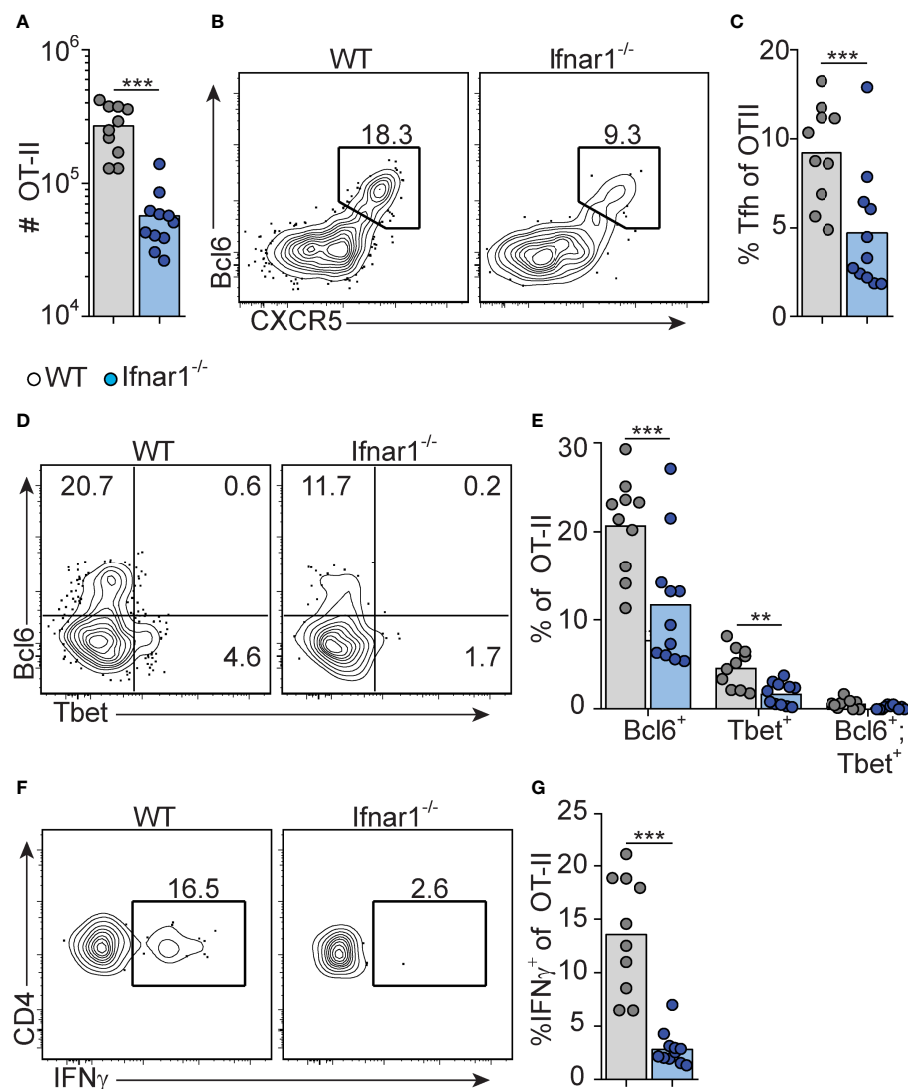 A
# OT-II
10⁶
10⁵
10⁴
***
B
WT
Ifnar1⁻/⁻
18.3
9.3
Bcl6
CXCR5
C
% Tfh of OTII
20
10
5
0
***
WT Ifnar1⁻/⁻
D
WT
Ifnar1⁻/⁻
20.7
0.6
11.7
0.2
4.6
1.7
Bcl6
Tbet
E
% of OT-II
30
20
10
0
***
**
Bcl6⁺
Tbet⁺
Bcl6⁺;
Tbet⁺
F
WT
Ifnar1⁻/⁻
16.5
2.6
CD4
IFNγ
G
%IFNγ⁺ of OT-II
25
20
15
10
5
0
***